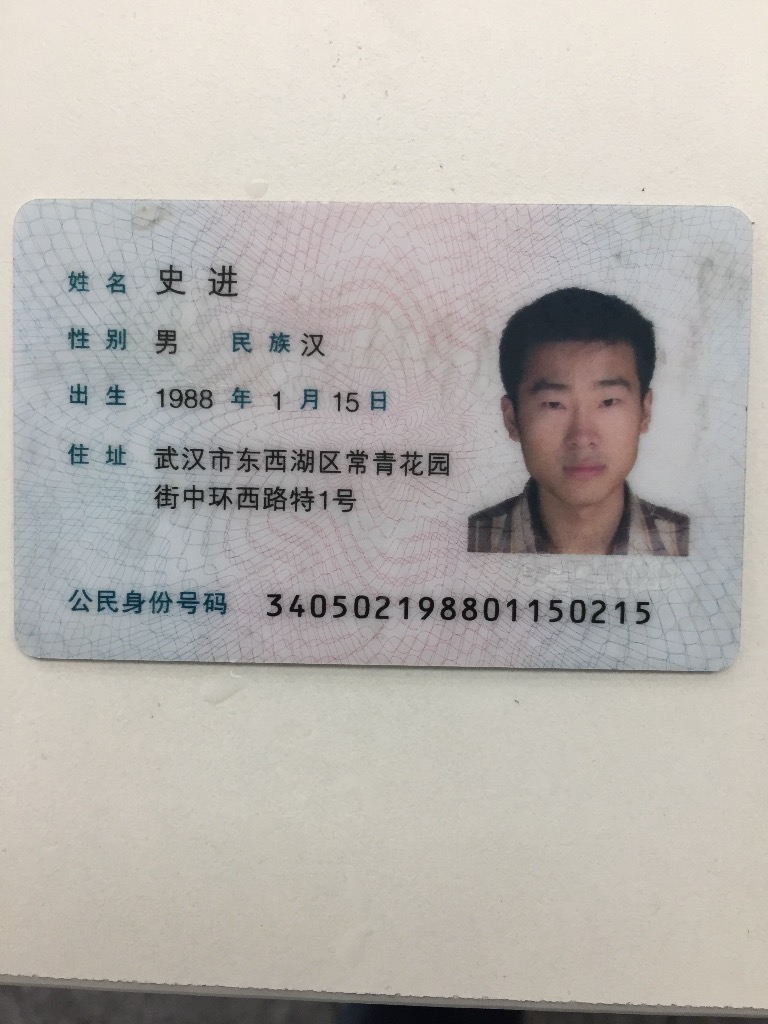 姓名 史进
性别 男 民族 汉
出生 1988 年 1 月 15 日
住址 武汉市东西湖区常青花园
街中环西路特1号
公民身份号码 340502198801150215